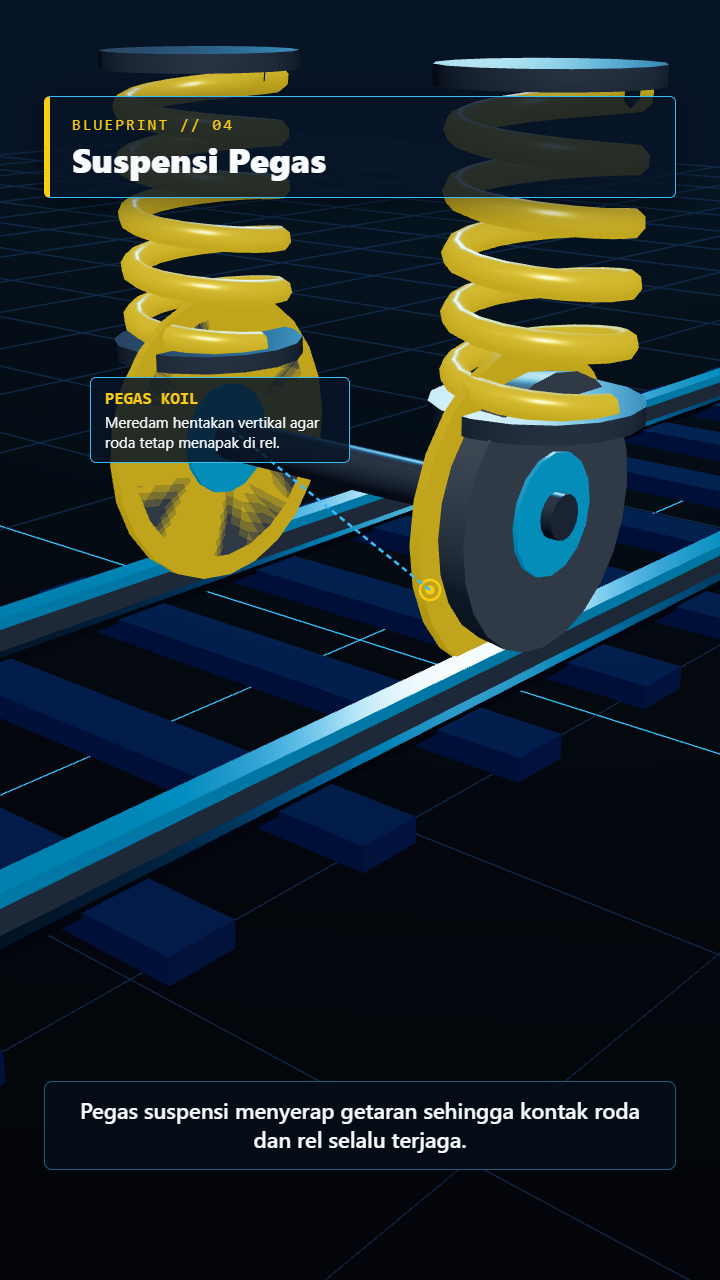 BLUEPRINT // 04
Suspensi Pegas
PEGAS KOIL
Meredam hentakan vertikal agar
roda tetap menapak di rel.
Pegas suspensi menyerap getaran sehingga kontak roda
dan rel selalu terjaga.